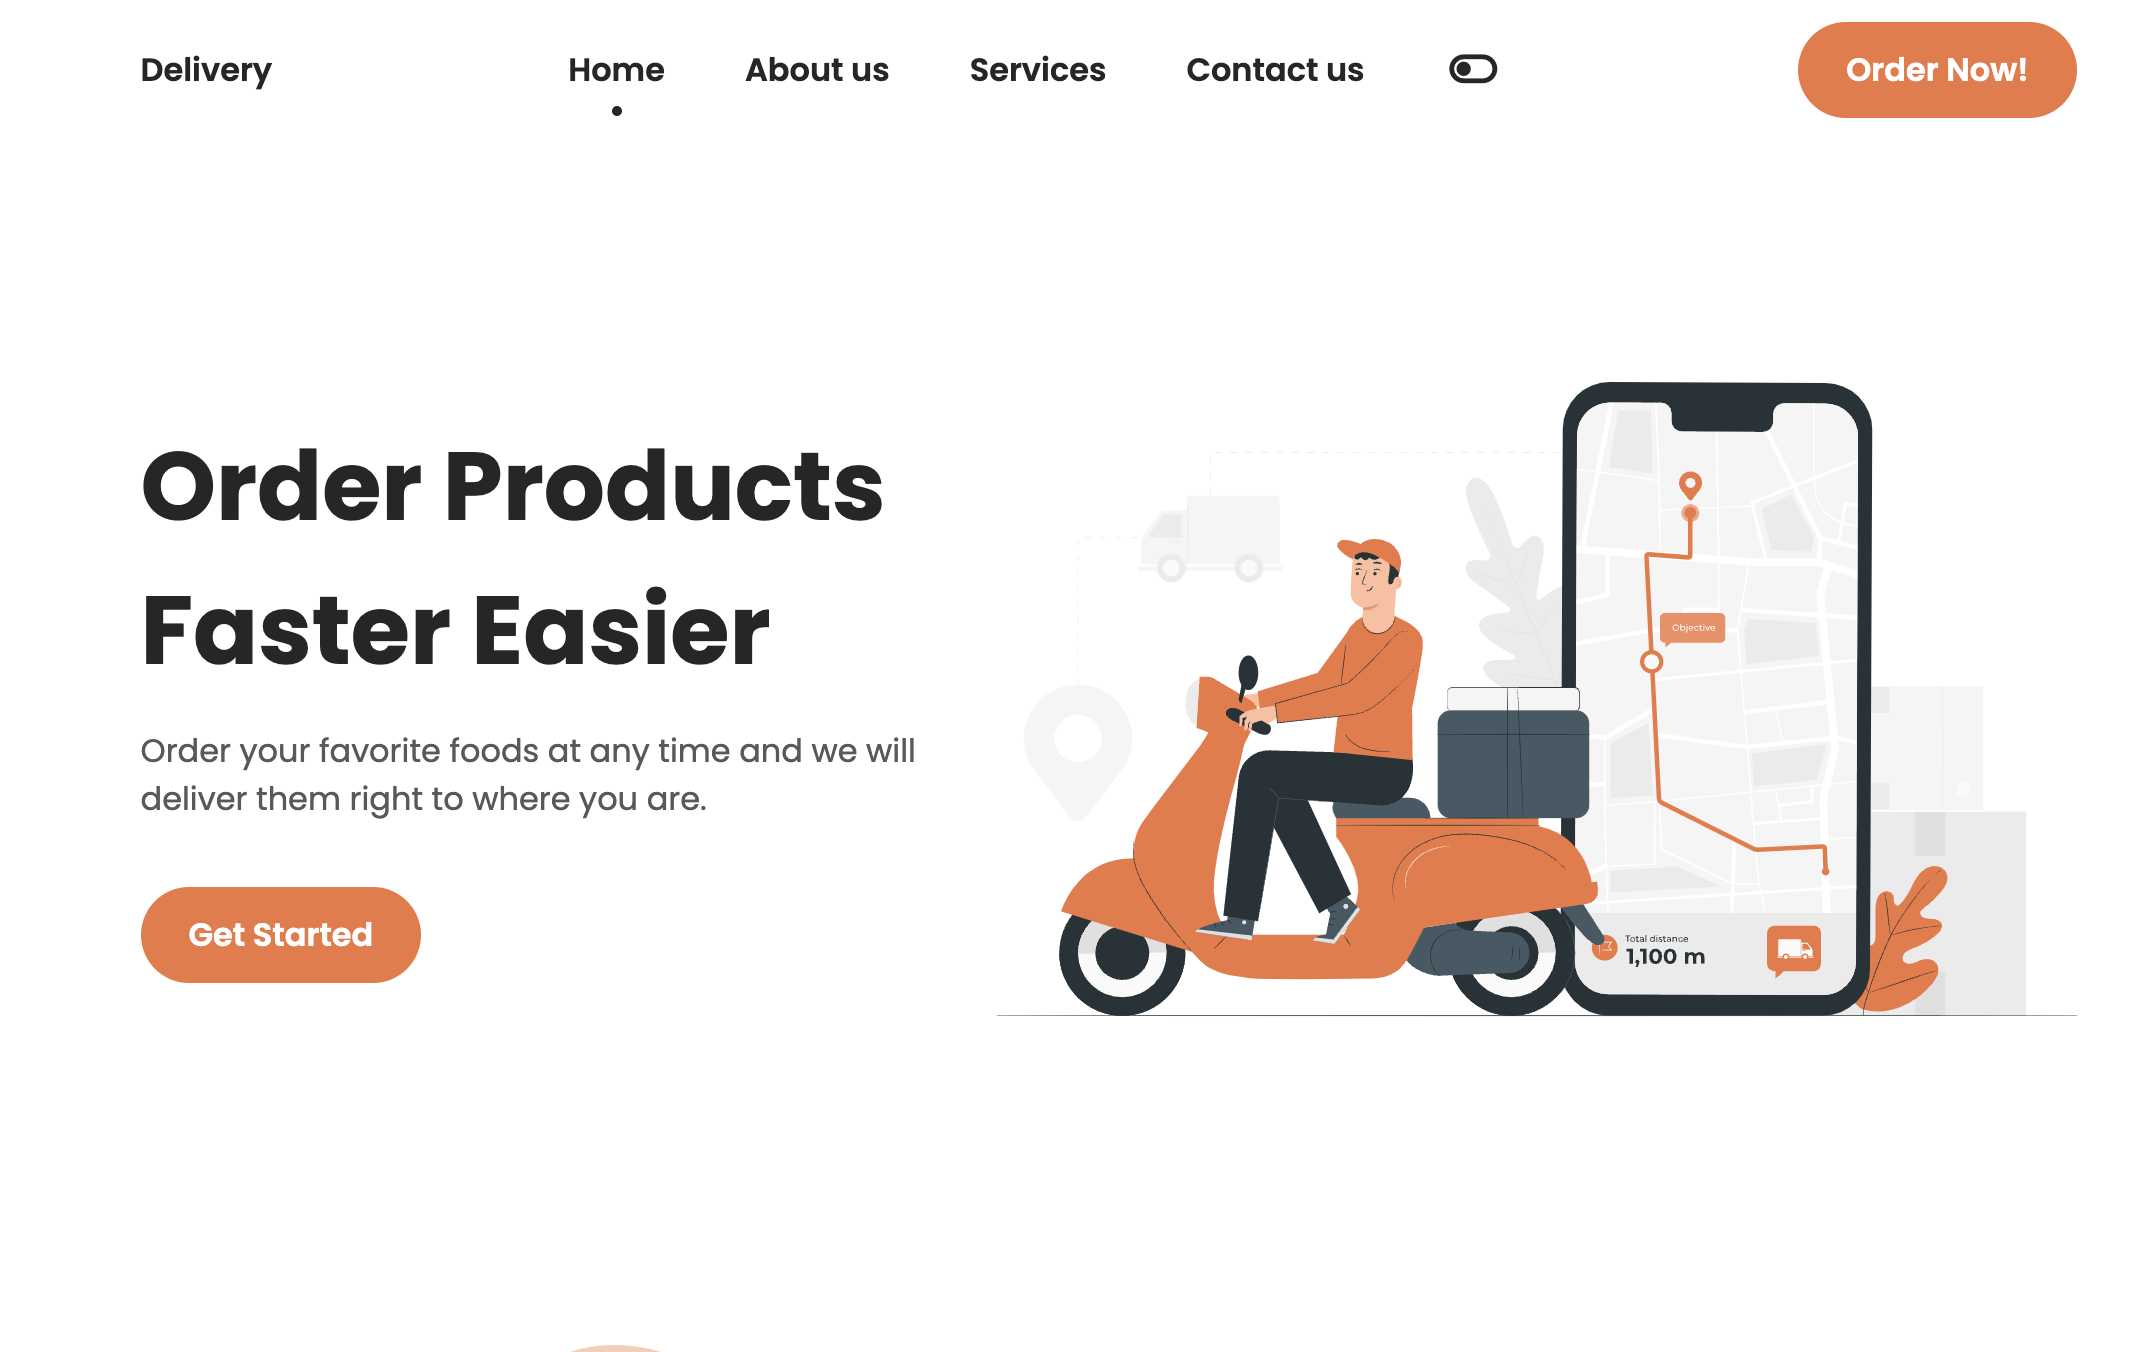 Delivery
Home
About us
Services
Contact us
Order Now!
Order Products
Faster Easier
Order your favorite foods at any time and we will
deliver them right to where you are.
Get Started
Objective
Total distance
1,100 m